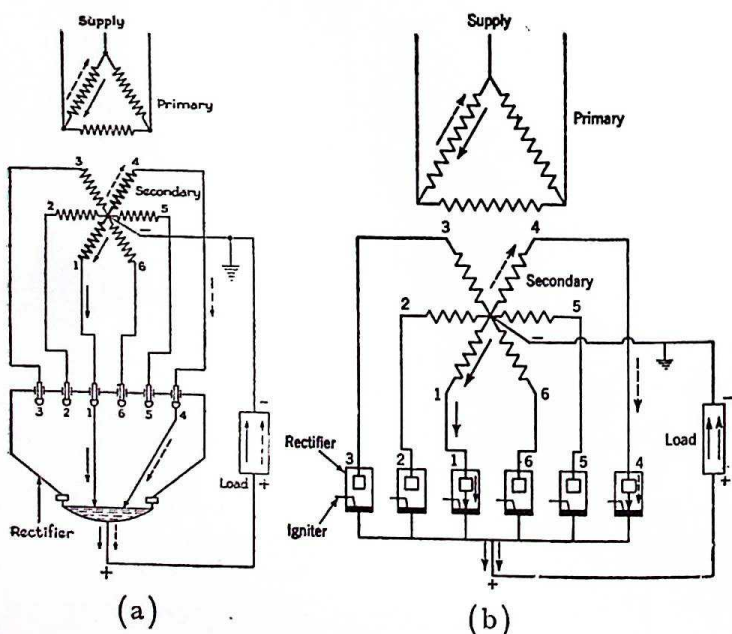 Supply
Primary
3 4
Secondary
2 5
−
1 6
3 2 1 6 5 4
−
Load
+
Rectifier
+
(a)
Supply
Primary
3 4
Secondary
2 5
−
1 6
−
Load
+
Rectifier
3 2 1 6 5 4
Igniter
+
(b)